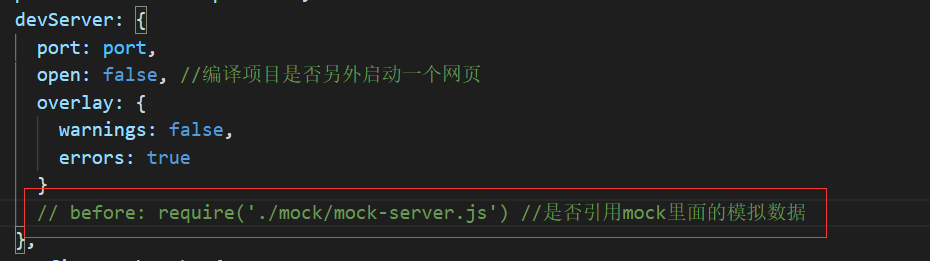 devServer: {
port: port,
open: false, //编译项目是否另外启动一个网页
overlay: {
warnings: false,
errors: true
}
// before: require('./mock/mock-server.js') //是否引用mock里面的模拟数据
},